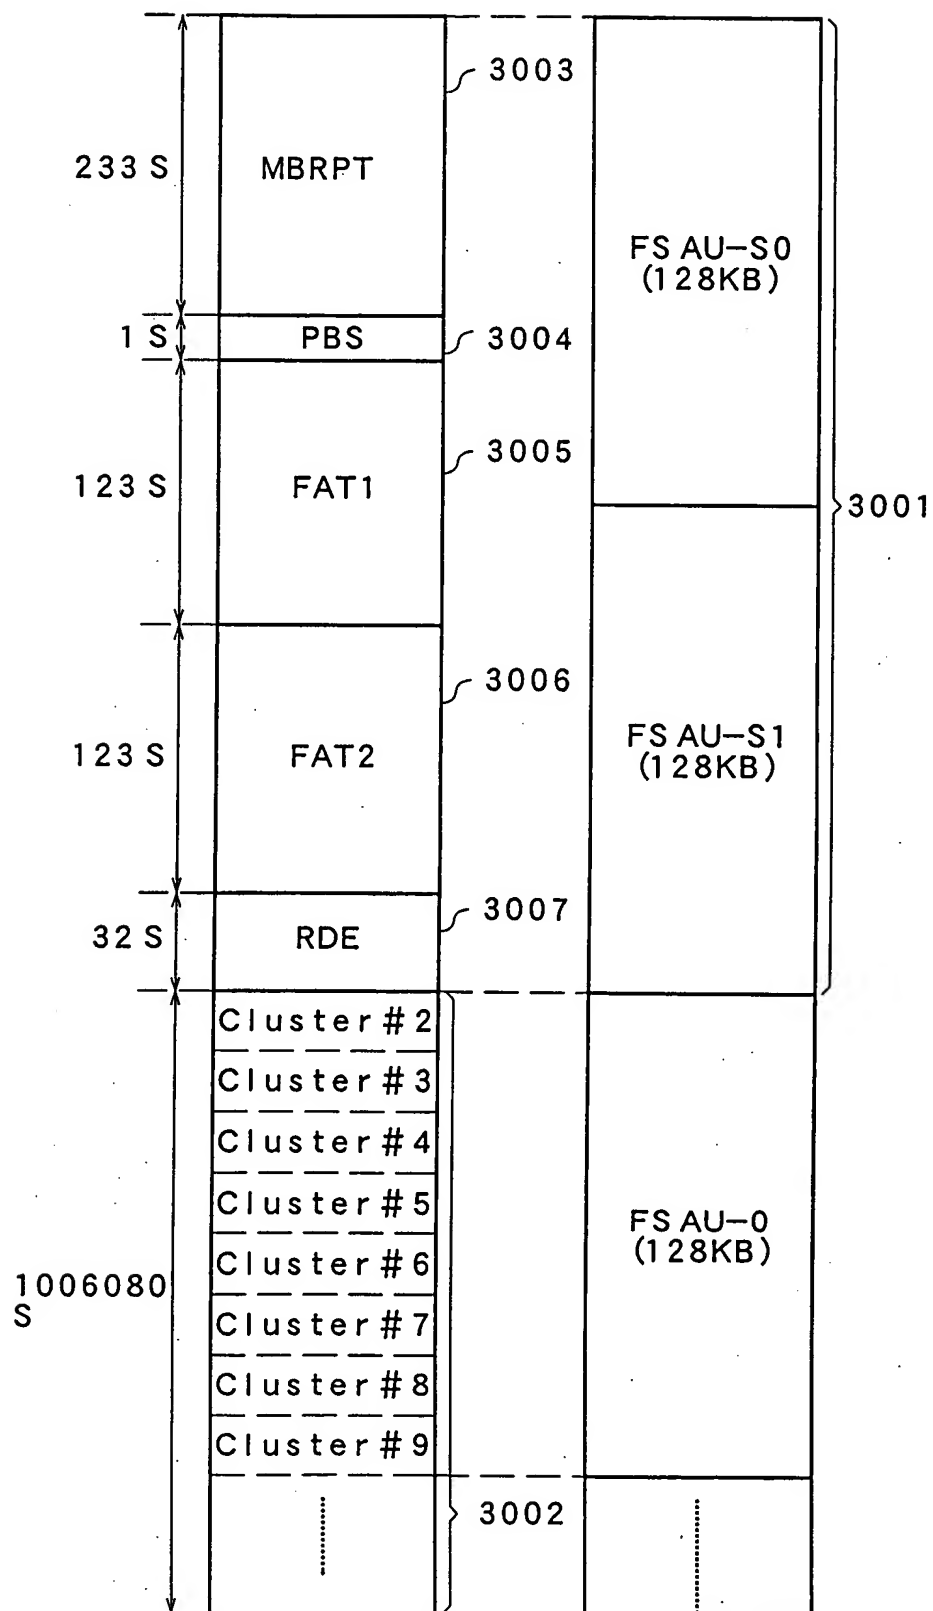 3003
233 S
MBRPT
FS AU-S0
(128KB)
1 S
PBS
3004
3005
123 S
FAT1
3001
3006
123 S
FAT2
FS AU-S1
(128KB)
3007
32 S
RDE
Cluster #2
Cluster #3
Cluster #4
Cluster #5
FS AU-0
(128KB)
Cluster #6
1006080
S
Cluster #7
Cluster #8
Cluster #9
3002